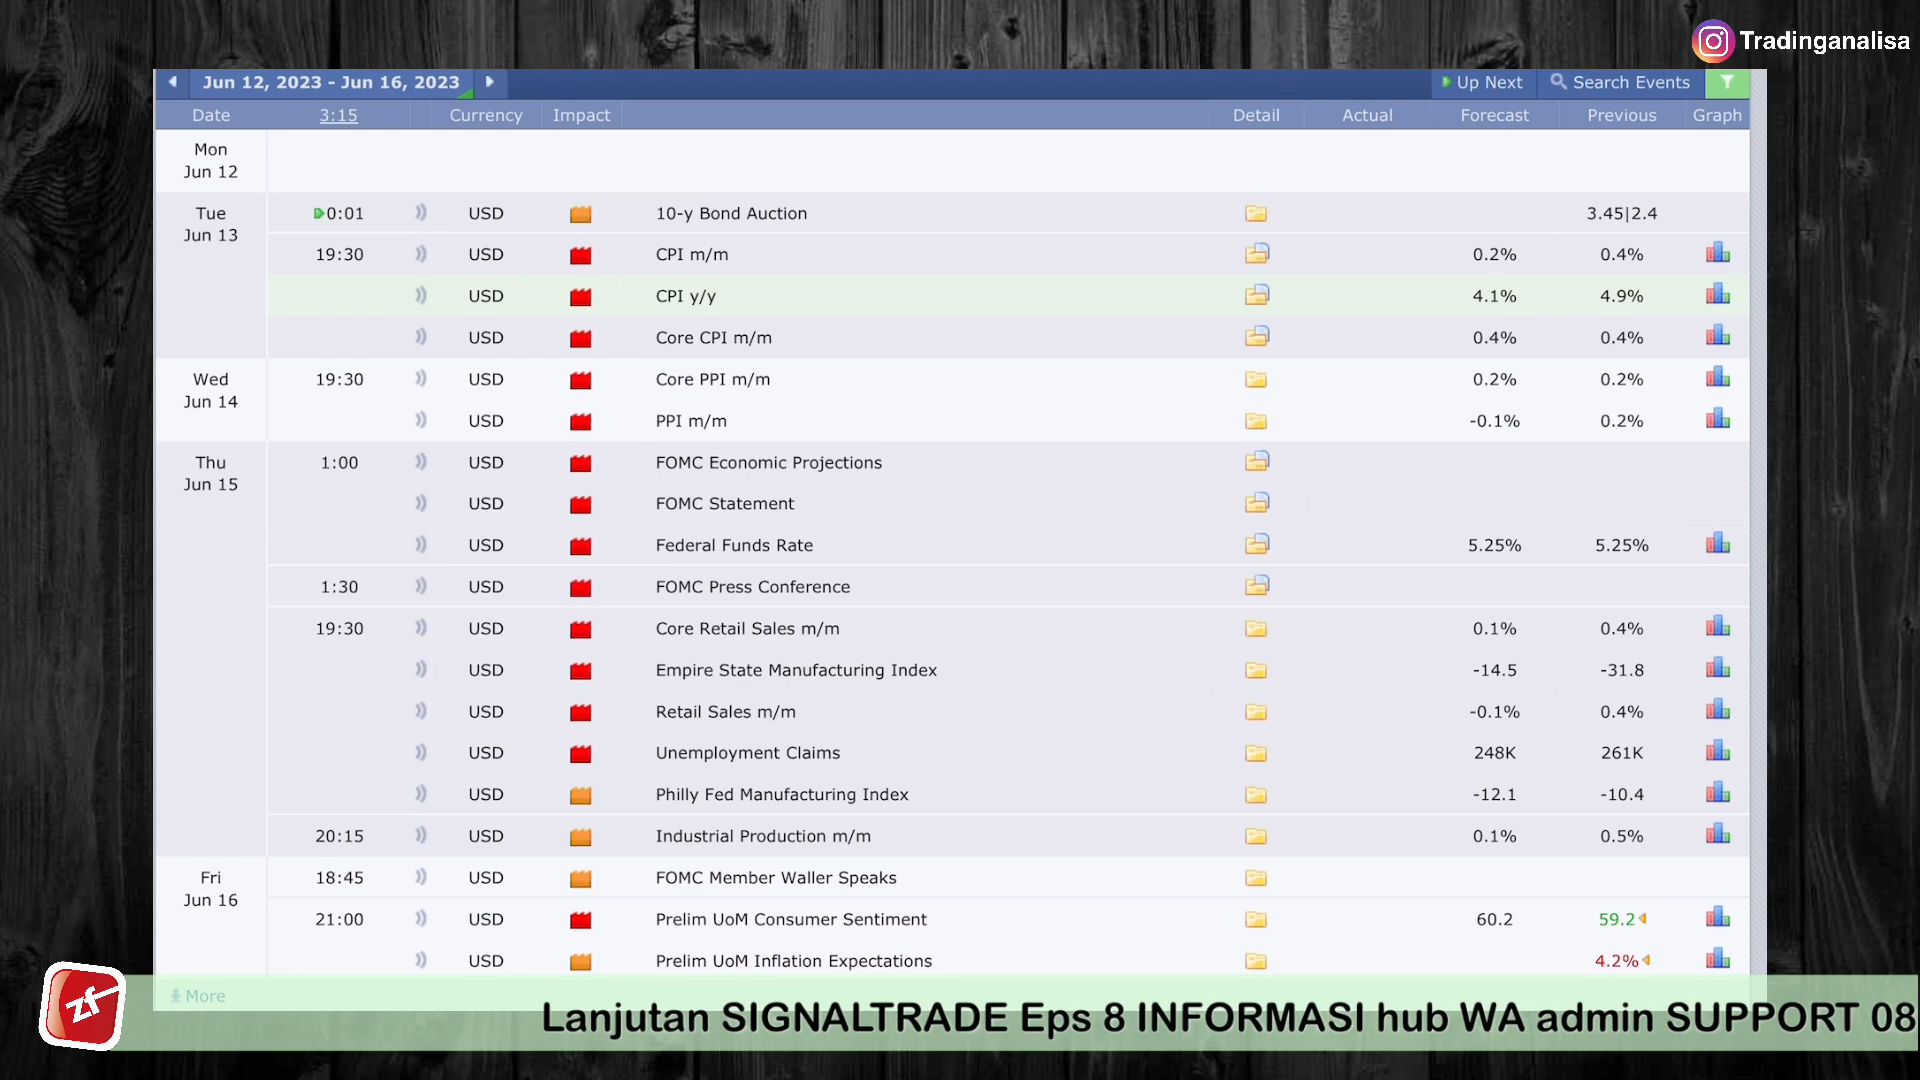 Tradinganalisa
Jun 12, 2023 - Jun 16, 2023 Up Next Search Events
Date 3:15 Currency Impact Detail Actual Forecast Previous Graph
Mon
Jun 12
Tue
Jun 13
0:01 USD 10-y Bond Auction 3.45|2.4
19:30 USD CPI m/m 0.2% 0.4%
USD CPI y/y 4.1% 4.9%
USD Core CPI m/m 0.4% 0.4%
Wed
Jun 14
19:30 USD Core PPI m/m 0.2% 0.2%
USD PPI m/m -0.1% 0.2%
Thu
Jun 15
1:00 USD FOMC Economic Projections
USD FOMC Statement
USD Federal Funds Rate 5.25% 5.25%
1:30 USD FOMC Press Conference
19:30 USD Core Retail Sales m/m 0.1% 0.4%
USD Empire State Manufacturing Index -14.5 -31.8
USD Retail Sales m/m -0.1% 0.4%
USD Unemployment Claims 248K 261K
USD Philly Fed Manufacturing Index -12.1 -10.4
20:15 USD Industrial Production m/m 0.1% 0.5%
Fri
Jun 16
18:45 USD FOMC Member Waller Speaks
21:00 USD Prelim UoM Consumer Sentiment 60.2 59.2
USD Prelim UoM Inflation Expectations 4.2%
More
zf
Lanjutan SIGNALTRADE Eps 8 INFORMASI hub WA admin SUPPORT 08